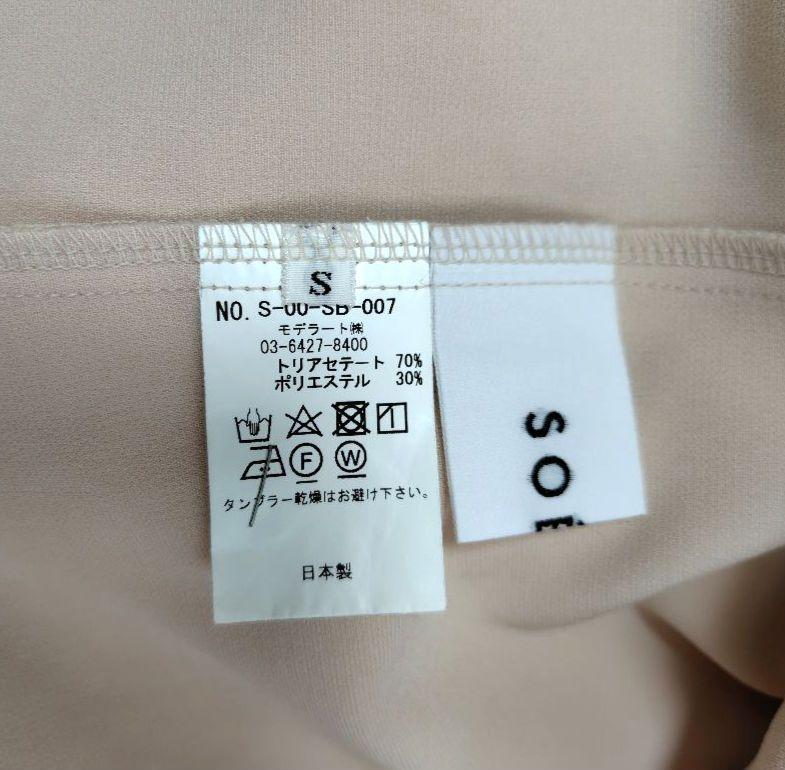 S
NO. S-00-SB-007
モデラート㈱
03-6427-8400
トリアセテート 70%
ポリエステル 30%
F W
タンブラー乾燥はお避け下さい。
日本製
SO